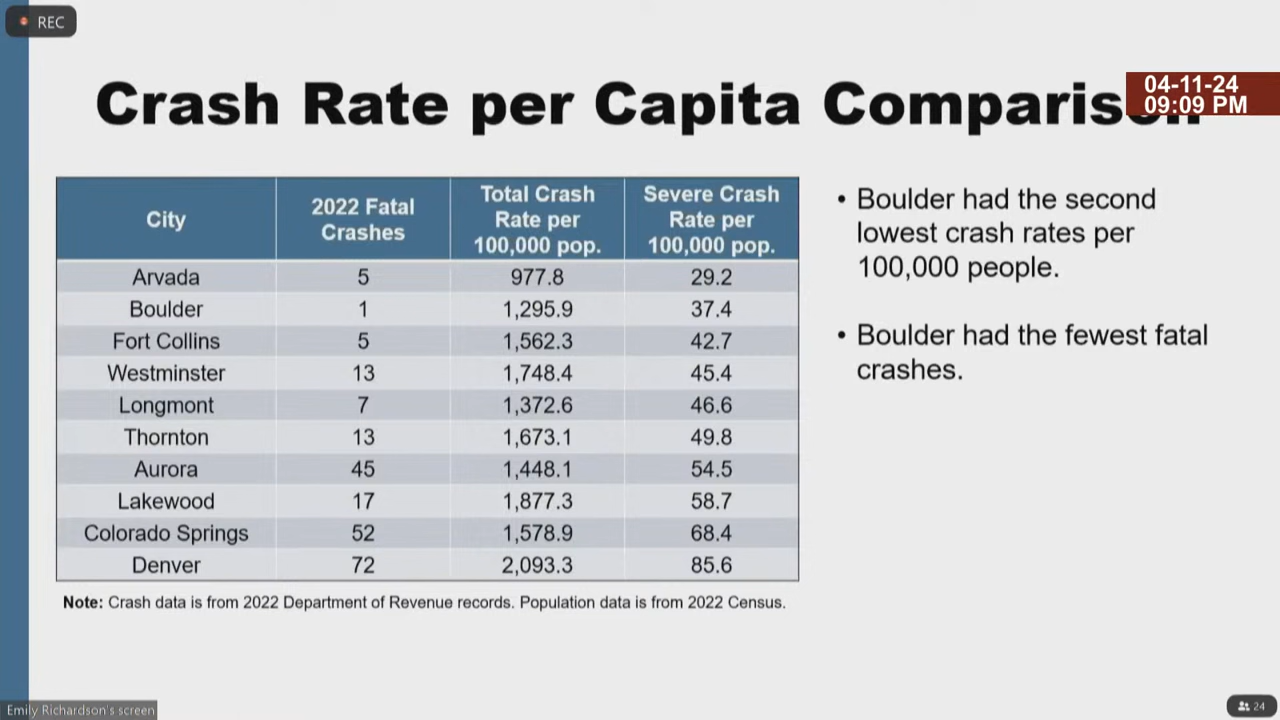 REC
Crash Rate per Capita Comparison
04-11-24
09:09 PM
City
2022 Fatal
Crashes
Total Crash
Rate per
100,000 pop.
Severe Crash
Rate per
100,000 pop.
Arvada 5 977.8 29.2
Boulder 1 1,295.9 37.4
Fort Collins 5 1,562.3 42.7
Westminster 13 1,748.4 45.4
Longmont 7 1,372.6 46.6
Thornton 13 1,673.1 49.8
Aurora 45 1,448.1 54.5
Lakewood 17 1,877.3 58.7
Colorado Springs 52 1,578.9 68.4
Denver 72 2,093.3 85.6
Note: Crash data is from 2022 Department of Revenue records. Population data is from 2022 Census.
• Boulder had the second
lowest crash rates per
100,000 people.
• Boulder had the fewest fatal
crashes.
Emily Richardson's screen
24